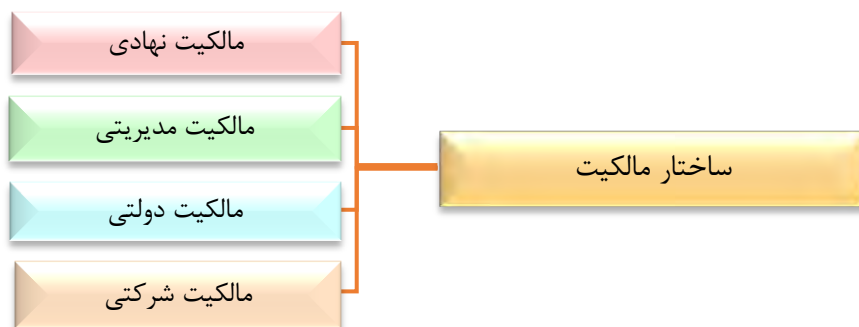 ساختار مالکیت
مالکیت نهادی
مالکیت مدیریتی
مالکیت دولتی
مالکیت شرکتی